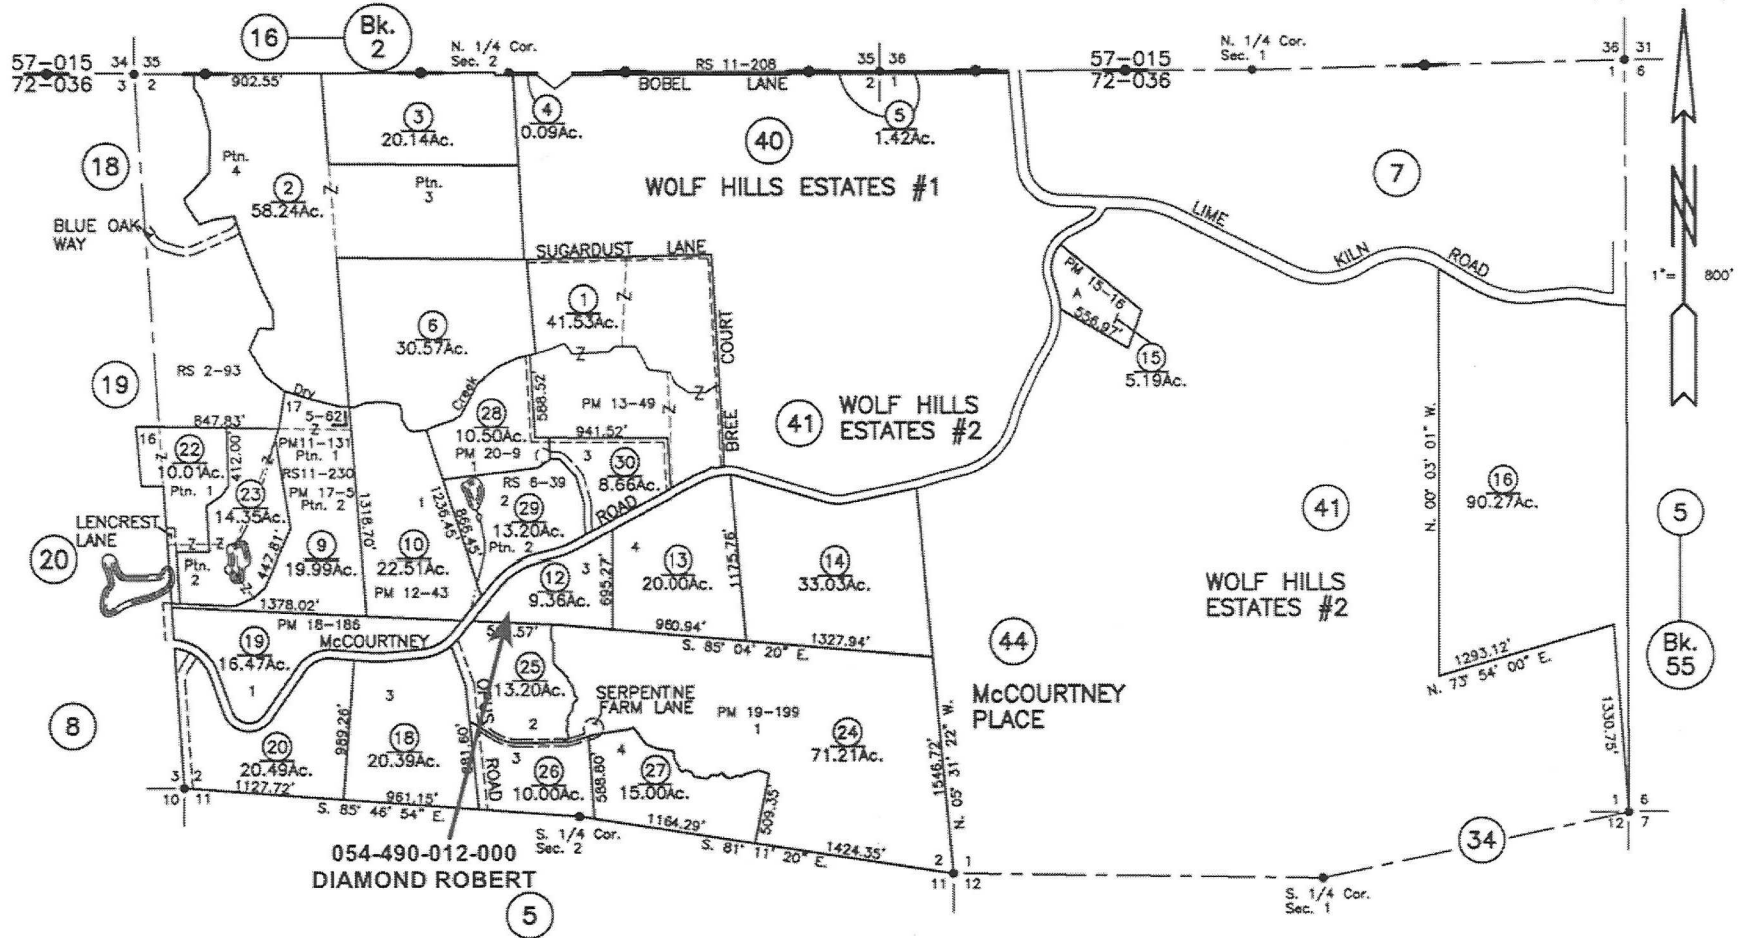 16
Bk.
2
57-015
72-036
34 35
3 2
902.55'
N. 1/4 Cor.
Sec. 2
RS 11-208
BOBEL LANE
35 36
2 1
57-015
72-036
N. 1/4 Cor.
Sec. 1
36 31
1 6
3
20.14Ac.
4
0.09Ac.
5
1.42Ac.
40
WOLF HILLS ESTATES #1
7
18
Ptn.
4
2
58.24Ac.
Ptn.
3
Z
BLUE OAK
WAY
SUGARDUST LANE
LIME KILN ROAD
1"= 800'
PM 15-16
A
556.97'
15
5.19Ac.
1
41.53Ac.
Z
Z
6
30.57Ac.
BREE COURT
19
RS 2-93
Dry Creek
588.52'
PM 13-49
Z
941.52'
41
WOLF HILLS
ESTATES #2
847.83'
17
5-62
Z
16
22
10.01Ac.
Ptn. 1
412.00'
PM11-131
Ptn. 1
RS11-230
PM 17-5
Ptn. 2
28
10.50Ac.
PM 20-9
1
3
30
8.66Ac.
RS 6-39
2
29
13.20Ac.
Ptn. 2
23
14.35Ac.
Z
Z Z
447.81'
1318.70'
1
1236.45'
866.45'
ROAD
N. 00° 03' 01" W.
16
90.27Ac.
41
5
Bk.
55
LENCREST
LANE
20
Ptn.
2
9
19.99Ac.
10
22.51Ac.
PM 12-43
12
9.36Ac.
3
695.27'
4
13
20.00Ac.
1175.76'
14
33.03Ac.
WOLF HILLS
ESTATES #2
1378.02'
PM 18-186
McCOURTNEY
960.94'
S. 85° 04' 20" E.
1327.94'
44
McCOURTNEY
PLACE
1293.12'
N. 73° 54' 00" E.
1330.75'
19
16.47Ac.
1
25
13.20Ac.
2
SERPENTNE
FARM LANE
PM 19-199
1
8
3
989.26'
18
20.39Ac.
881.60'
ROAD
3
26
10.00Ac.
588.80'
4
27
15.00Ac.
24
71.21Ac.
1546.72'
N. 05° 31' 22" W.
20
20.49Ac.
1127.72'
3 2
10 11
961.15'
S. 85° 46' 54" E.
S. 1/4 Cor.
Sec. 2
1164.29'
509.35'
S. 81° 11' 20" E.
1424.35'
2 1
11 12
34
1 6
12 7
S. 1/4 Cor.
Sec. 1
054-490-012-000
DIAMOND ROBERT
5